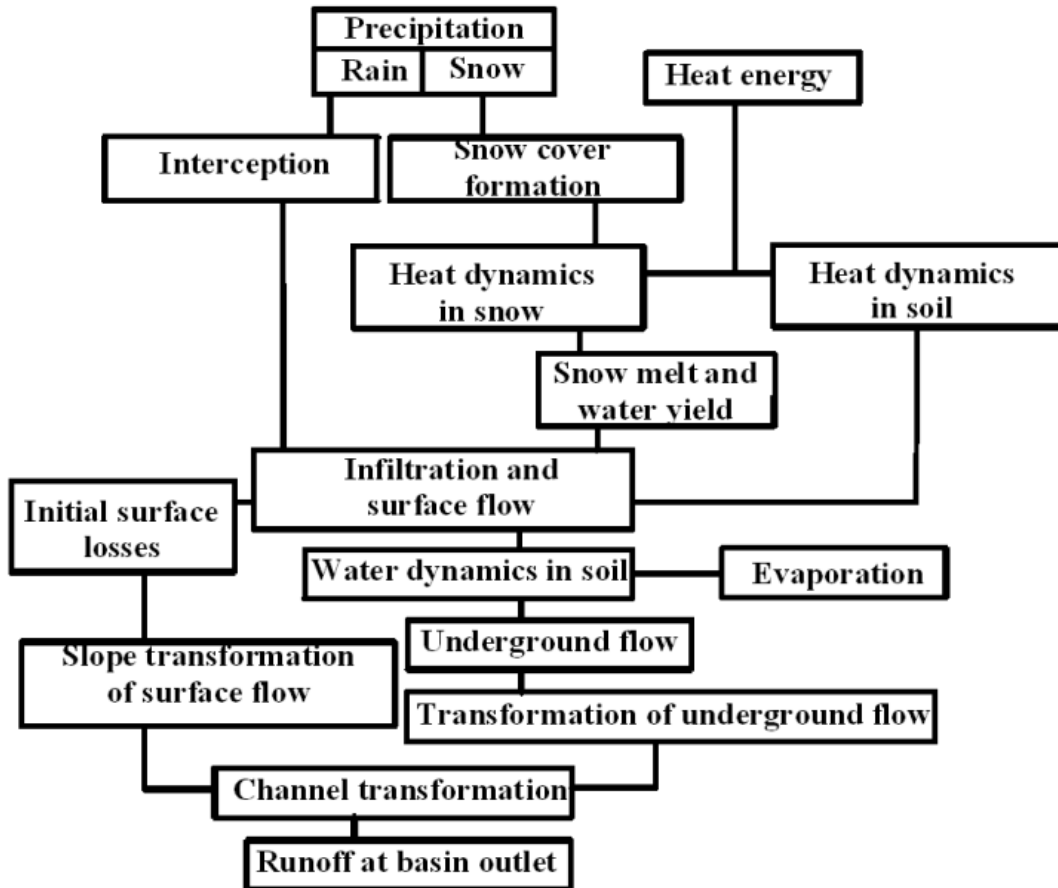 Precipitation
Rain
Snow
Heat energy
Interception
Snow cover
formation
Heat dynamics
in snow
Heat dynamics
in soil
Snow melt and
water yield
Infiltration and
surface flow
Initial surface
losses
Water dynamics in soil
Evaporation
Underground flow
Slope transformation
of surface flow
Transformation of underground flow
Channel transformation
Runoff at basin outlet